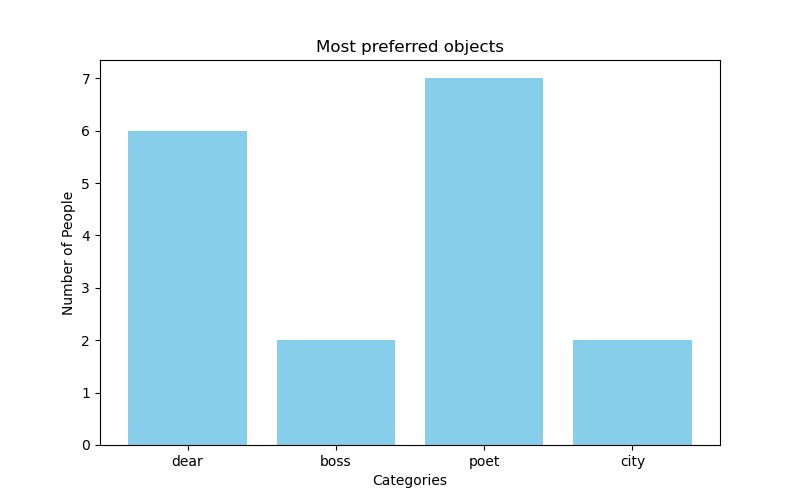 Most preferred objects
Number of People
7
6
5
4
3
2
1
0
dear boss poet city
Categories